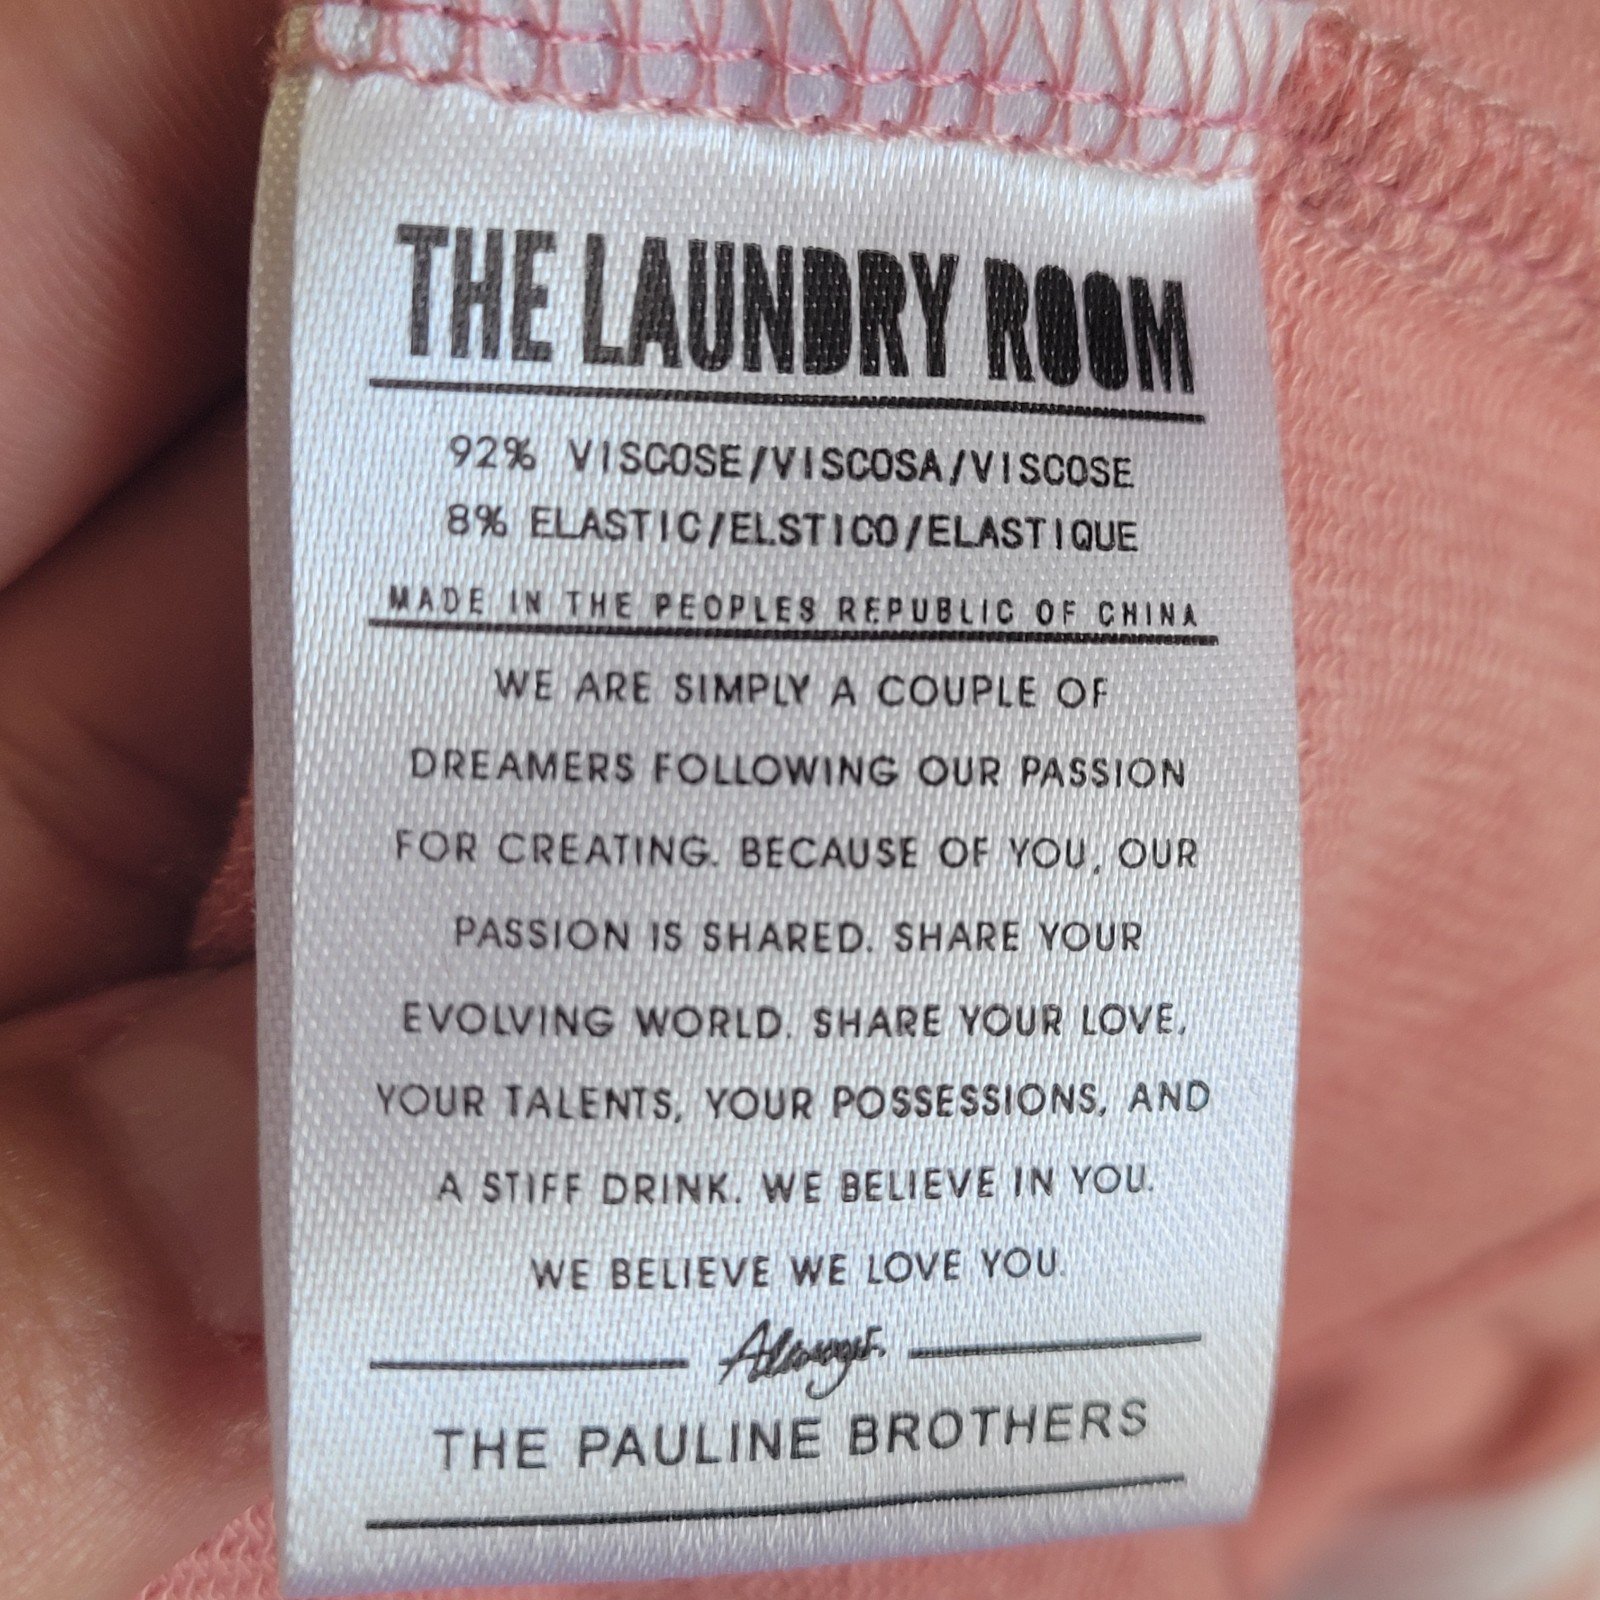 THE LAUNDRY ROOM
92% VISCOSE/VISCOSA/VISCOSE
8% ELASTIC/ELSTICO/ELASTIQUE
MADE IN THE PEOPLES REPUBLIC OF CHINA
WE ARE SIMPLY A COUPLE OF
DREAMERS FOLLOWING OUR PASSION
FOR CREATING. BECAUSE OF YOU, OUR
PASSION IS SHARED. SHARE YOUR
EVOLVING WORLD. SHARE YOUR LOVE,
YOUR TALENTS, YOUR POSSESSIONS, AND
A STIFF DRINK. WE BELIEVE IN YOU.
WE BELIEVE WE LOVE YOU.
Always,
THE PAULINE BROTHERS